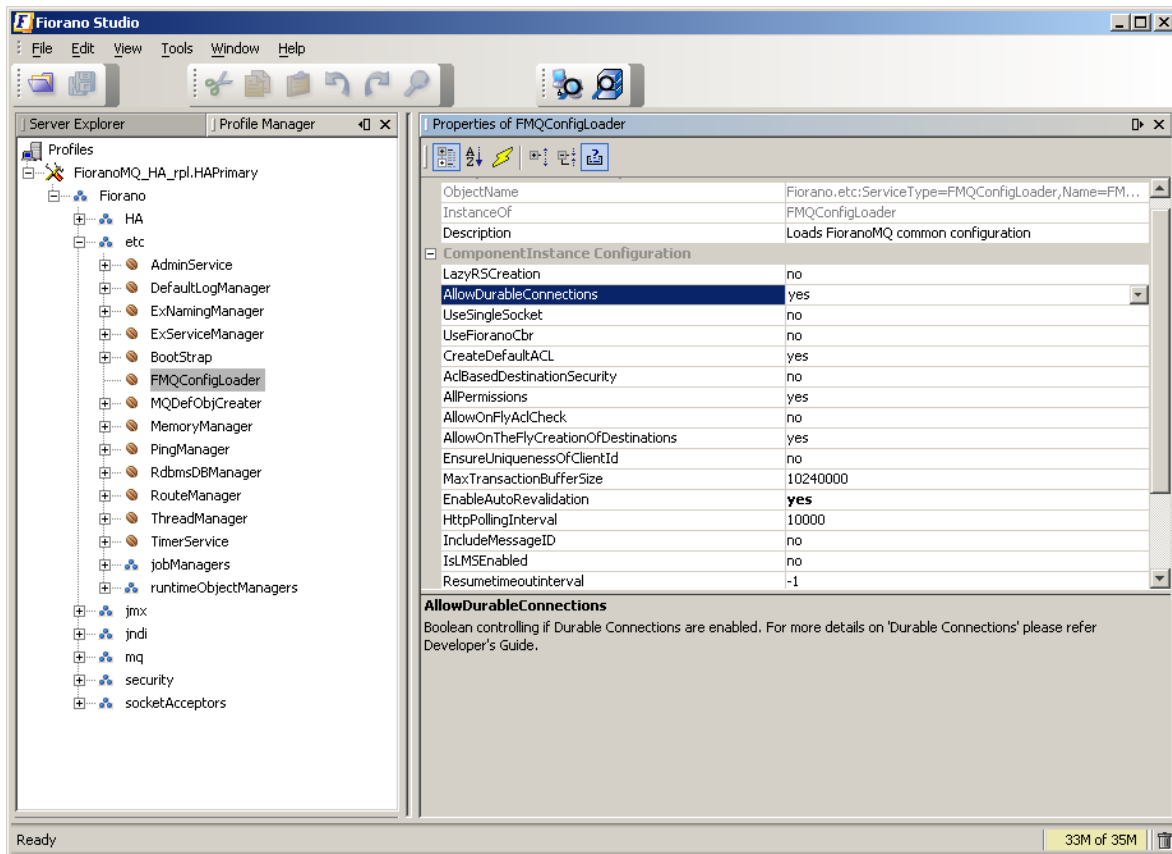 Fiorano Studio
File Edit View Tools Window Help
Server Explorer Profile Manager
Profiles
FioranoMQ_HA_rpl.HAPrimary
Fiorano
HA
etc
AdminService
DefaultLogManager
ExNamingManager
ExServiceManager
BootStrap
FMQConfigLoader
MQDefObjCreater
MemoryManager
PingManager
RdbmsDBManager
RouteManager
ThreadManager
TimerService
jobManagers
runtimeObjectManagers
jmx
jndi
mq
security
socketAcceptors
Properties of FMQConfigLoader
ObjectName Fiorano.etc:ServiceType=FMQConfigLoader,Name=FM...
InstanceOf FMQConfigLoader
Description Loads FioranoMQ common configuration
ComponentInstance Configuration
LazyRSCreation no
AllowDurableConnections yes
UseSingleSocket no
UseFioranoCbr no
CreateDefaultACL yes
AclBasedDestinationSecurity no
AllPermissions yes
AllowOnFlyAclCheck no
AllowOnTheFlyCreationOfDestinations yes
EnsureUniquenessOfClientId no
MaxTransactionBufferSize 10240000
EnableAutoRevalidation yes
HttpPollingInterval 10000
IncludeMessageID no
IsLMSEnabled no
Resumetimeoutinterval -1
AllowDurableConnections
Boolean controlling if Durable Connections are enabled. For more details on 'Durable Connections' please refer
Developer's Guide.
Ready 33M of 35M